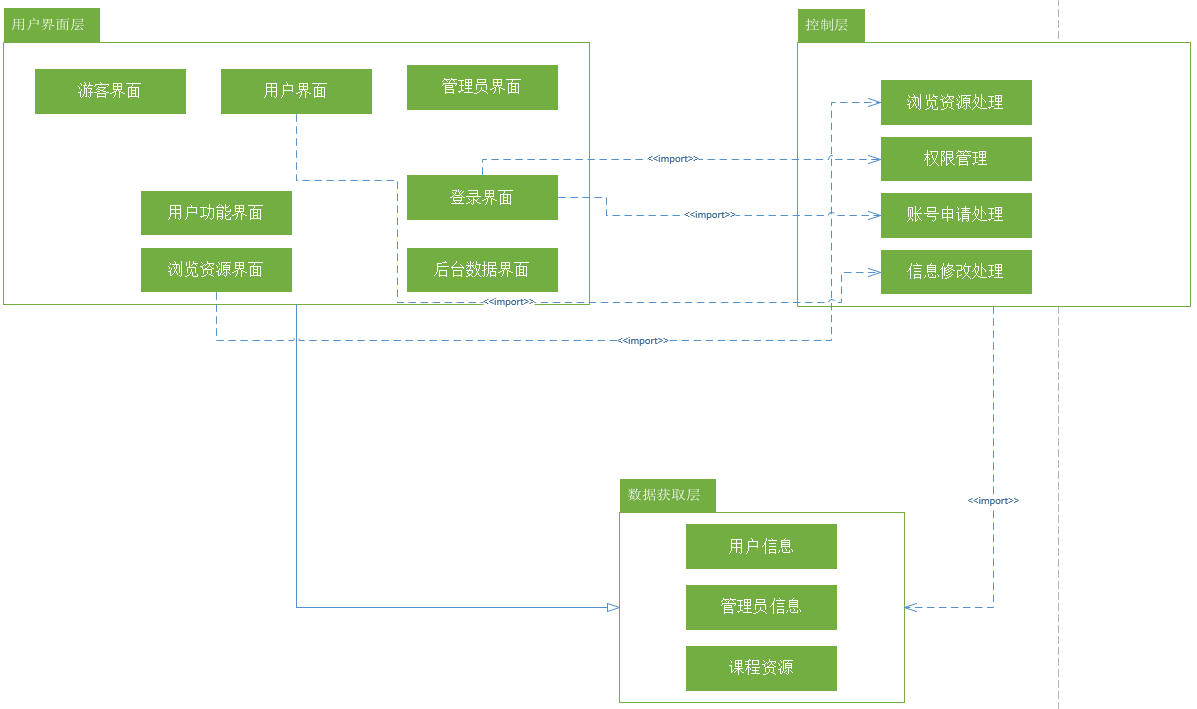 用户界面层
游客界面
用户界面
管理员界面
登录界面
用户功能界面
浏览资源界面
后台数据界面
控制层
浏览资源处理
权限管理
账号申请处理
信息修改处理
<<import>>
<<import>>
<<import>>
<<import>>
<<import>>
数据获取层
用户信息
管理员信息
课程资源